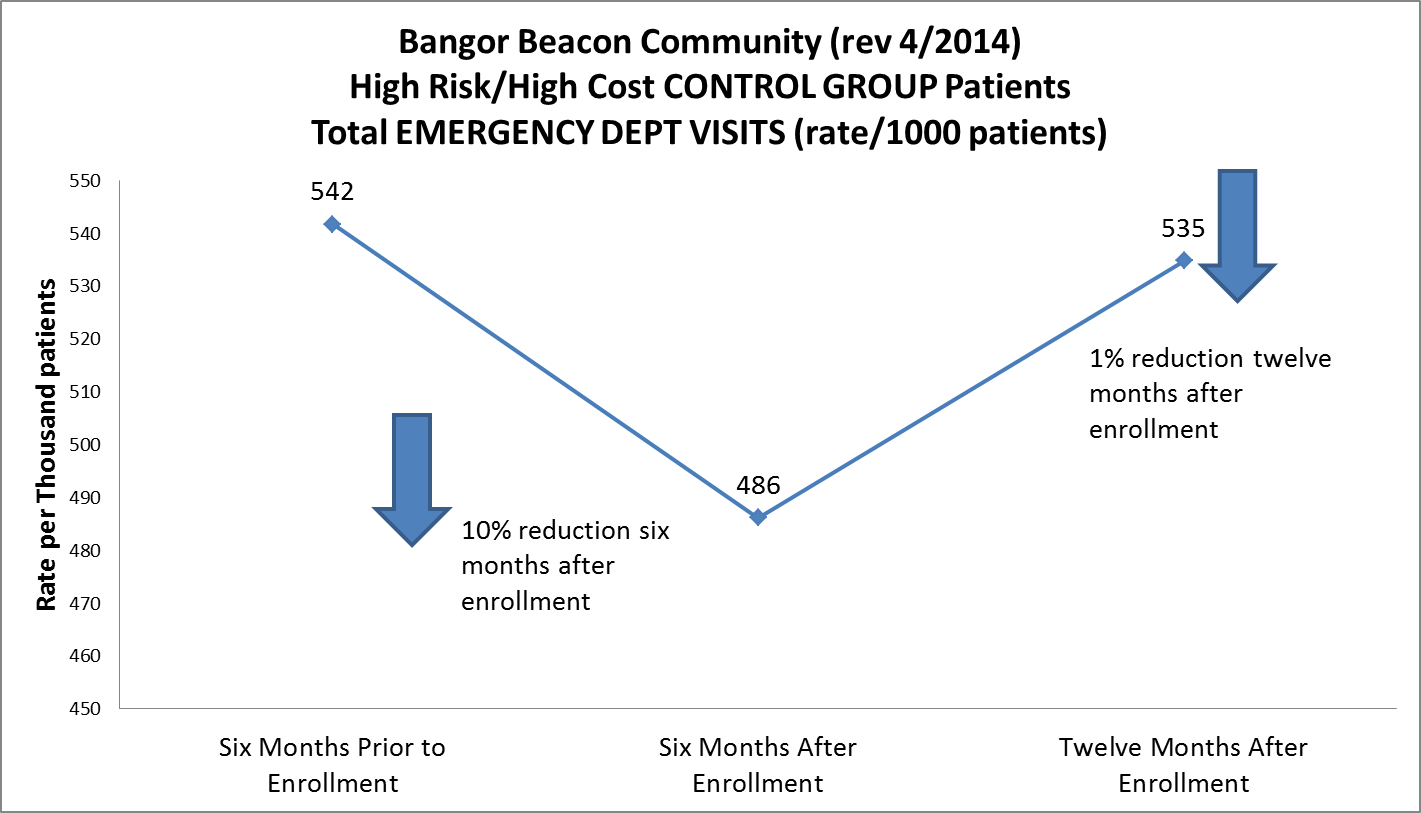 Bangor Beacon Community (rev 4/2014)
High Risk/High Cost CONTROL GROUP Patients
Total EMERGENCY DEPT VISITS (rate/1000 patients)
Rate per Thousand patients
550
540
530
520
510
500
490
480
470
460
450
542
486
535
10% reduction six
months after
enrollment
1% reduction twelve
months after
enrollment
Six Months Prior to
Enrollment
Six Months After
Enrollment
Twelve Months After
Enrollment